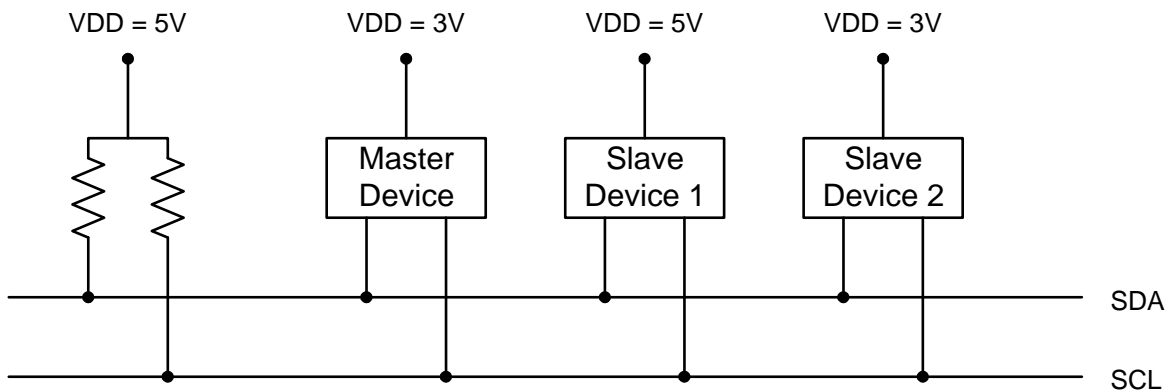 VDD = 5V
VDD = 3V
VDD = 5V
VDD = 3V
Master
Device
Slave
Device 1
Slave
Device 2
SDA
SCL